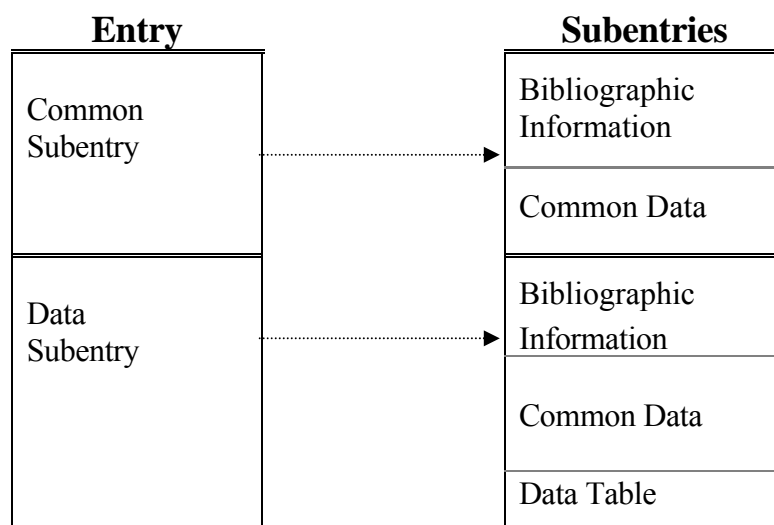 Entry
Subentries
Common
Subentry
Bibliographic
Information
Common Data
Data
Subentry
Bibliographic
Information
Common Data
Data Table